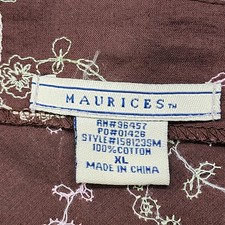 MAURICES™
RN#96457
PO#01426
STYLE#158123SM
100%COTTON
XL
MADE IN CHINA